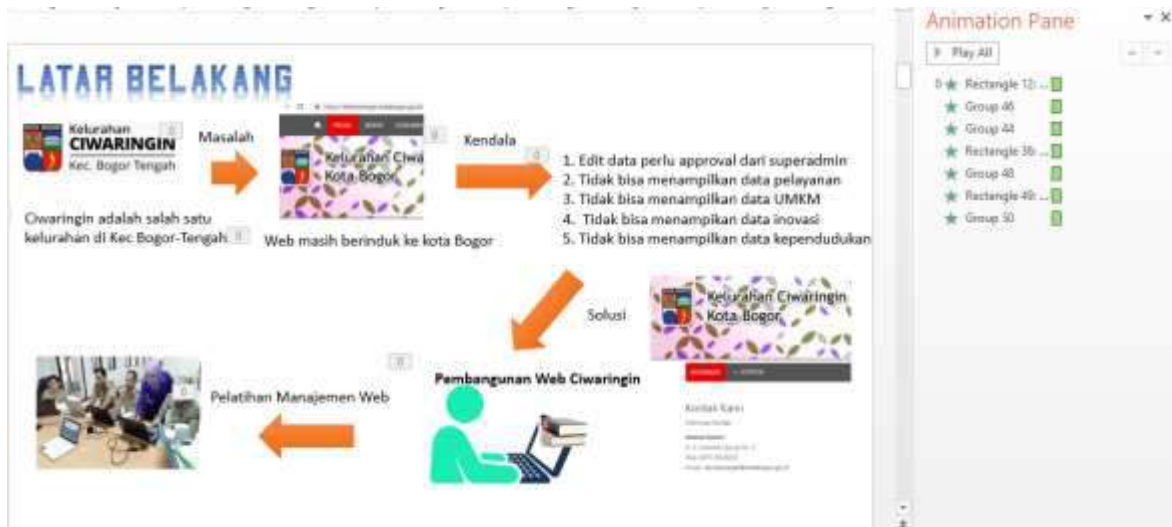 Animation Pane
Play All
LATAR BELAKANG
0 Rectangle 12: ...
Group 46
Group 44
Rectangle 36: ...
Group 48
Rectangle 49: ...
Group 50
Kelurahan
CIWARINGIN
Kec. Bogor Tengah
Masalah
Kelurahan Ciwa
Kota Bogor
Kendala
1. Edit data perlu approval dari superadmin
2. Tidak bisa menampilkan data pelayanan
3. Tidak bisa menampilkan data UMKM
4. Tidak bisa menampikan data inovasi
5. Tidak bisa menampilkan data kependudukan
Ciwaringin adalah salah satu
kelurahan di Kec Bogor-Tengah
Web masih berinduk ke kota Bogor
Solusi
Kelurahan Ciwaringin
Kota Bogor
Pembangunan Web Ciwaringin
Kontak Kami
Pelatihan Manajemen Web